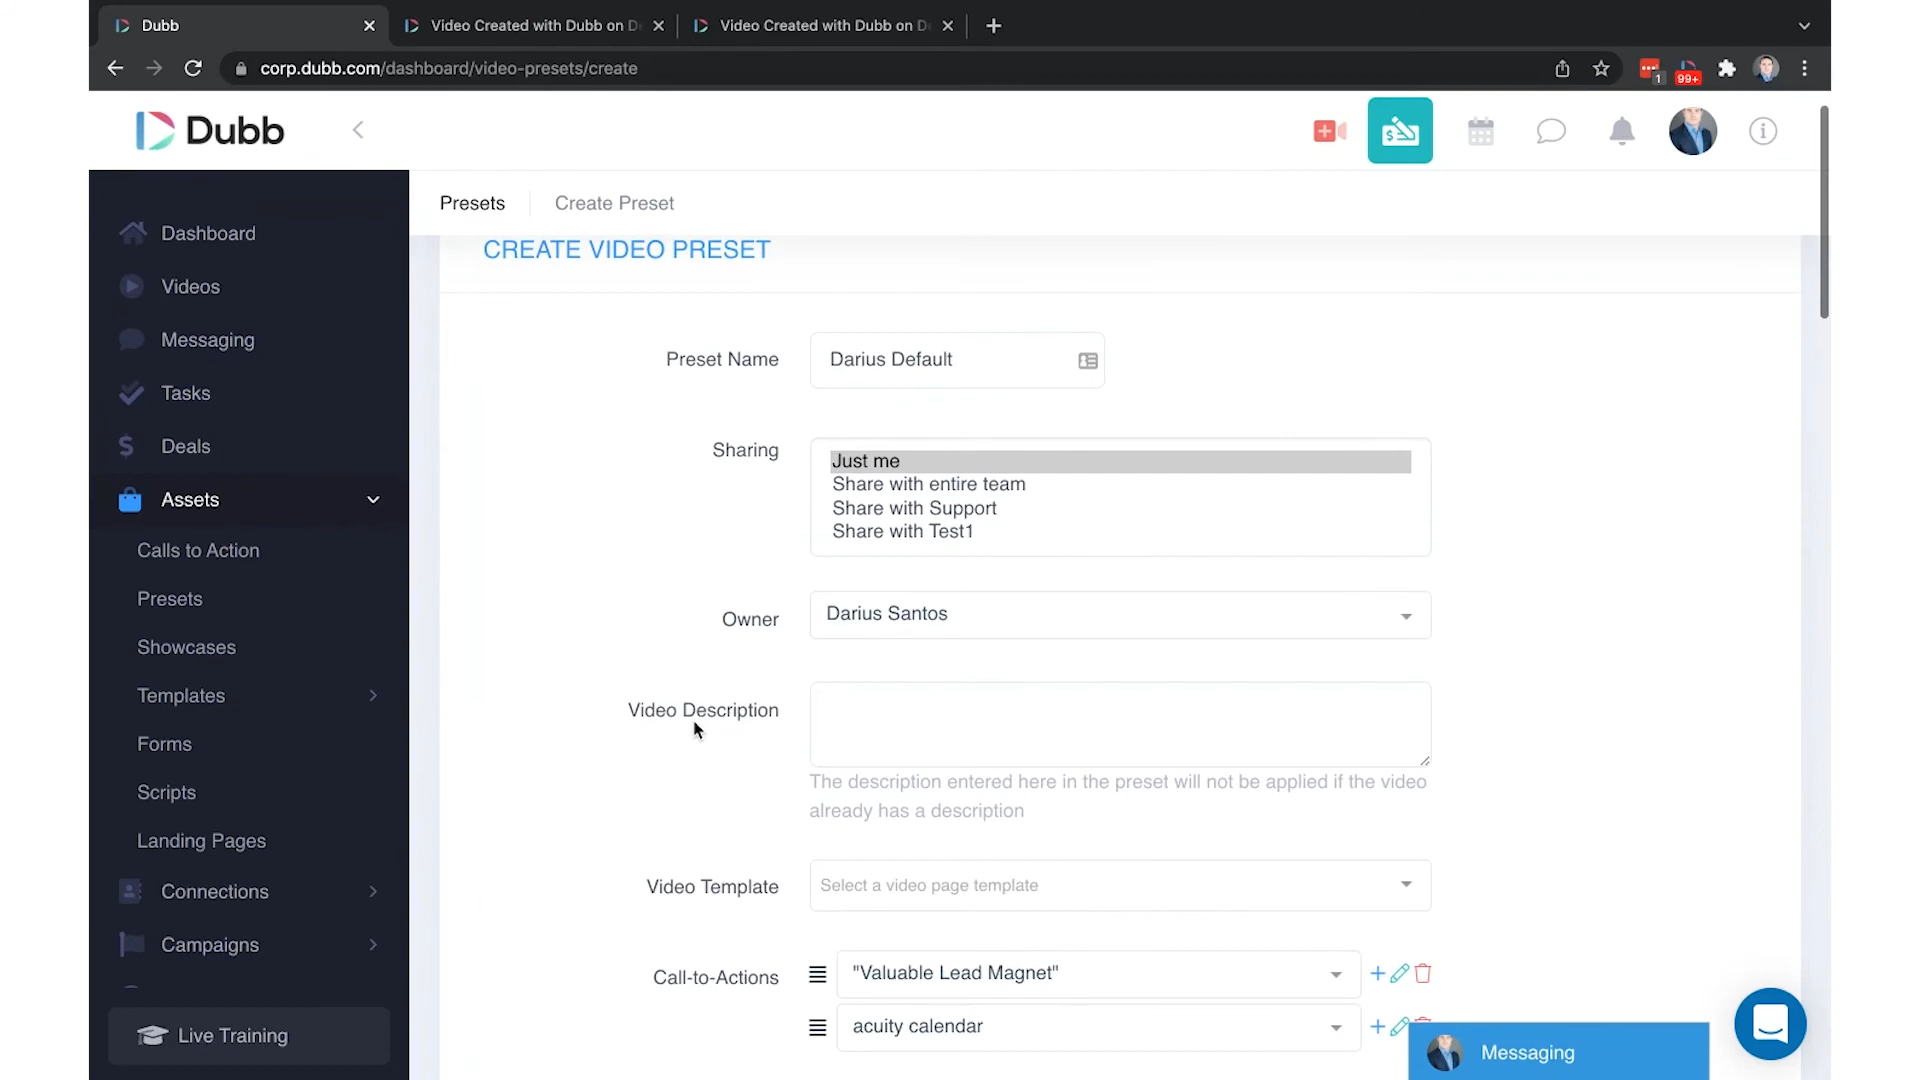 Dubb
Video Created with Dubb on D
Video Created with Dubb on D
corp.dubb.com/dashboard/video-presets/create
1
99+
Dubb
Presets
Create Preset
CREATE VIDEO PRESET
Dashboard
Videos
Messaging
Tasks
Deals
Assets
Calls to Action
Presets
Showcases
Templates
Forms
Scripts
Landing Pages
Connections
Campaigns
Live Training
Preset Name
Darius Default
Sharing
Just me
Share with entire team
Share with Support
Share with Test1
Owner
Darius Santos
Video Description
The description entered here in the preset will not be applied if the video
already has a description
Video Template
Select a video page template
Call-to-Actions
"Valuable Lead Magnet"
acuity calendar
Messaging